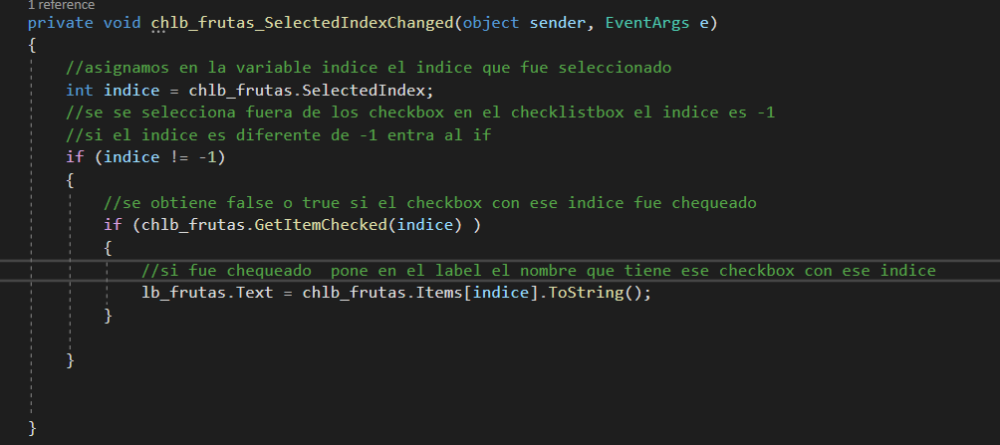 1 reference
private void chlb_frutas_SelectedIndexChanged(object sender, EventArgs e)
{
//asignamos en la variable indice el indice que fue seleccionado
int indice = chlb_frutas.SelectedIndex;
//se se selecciona fuera de los checkbox en el checklistbox el indice es -1
//si el indice es diferente de -1 entra al if
if (indice != -1)
{
//se obtiene false o true si el checkbox con ese indice fue chequeado
if (chlb_frutas.GetItemChecked(indice) )
{
//si fue chequeado  pone en el label el nombre que tiene ese checkbox con ese indice
lb_frutas.Text = chlb_frutas.Items[indice].ToString();
}
}
}